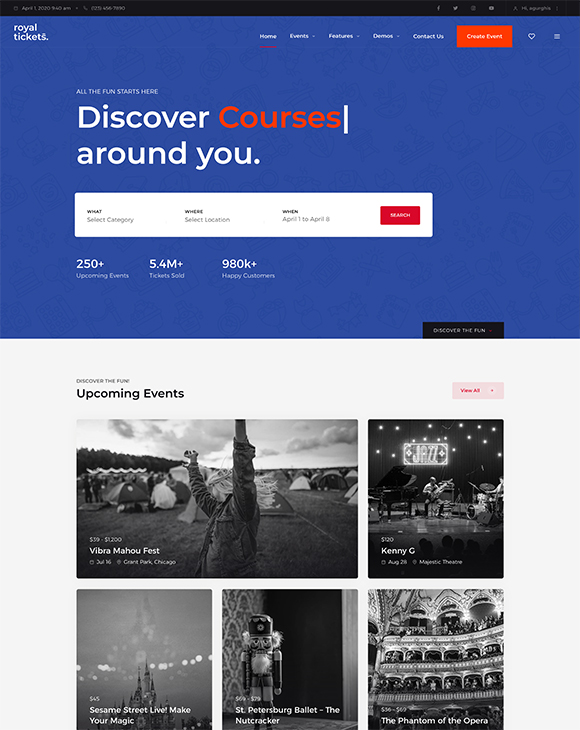 April 1, 2020 9:40 am
(123) 456-7890
Hi, agurghis
royal
tickets.
Home
Events
Features
Demos
Contact Us
Create Event
ALL THE FUN STARTS HERE
Discover Courses|
around you.
WHAT
Select Category
WHERE
Select Location
WHEN
April 1 to April 8
SEARCH
250+
Upcoming Events
5.4M+
Tickets Sold
980k+
Happy Customers
DISCOVER THE FUN
DISCOVER THE FUN!
Upcoming Events
View All
$39 - $1,200
Vibra Mahou Fest
Jul 16
Grant Park, Chicago
JAZZ
$120
Kenny G
Aug 28
Majestic Theatre
$45
Sesame Street Live! Make
Your Magic
$69 - $79
St. Petersburg Ballet – The
Nutcracker
$36 - $69
The Phantom of the Opera